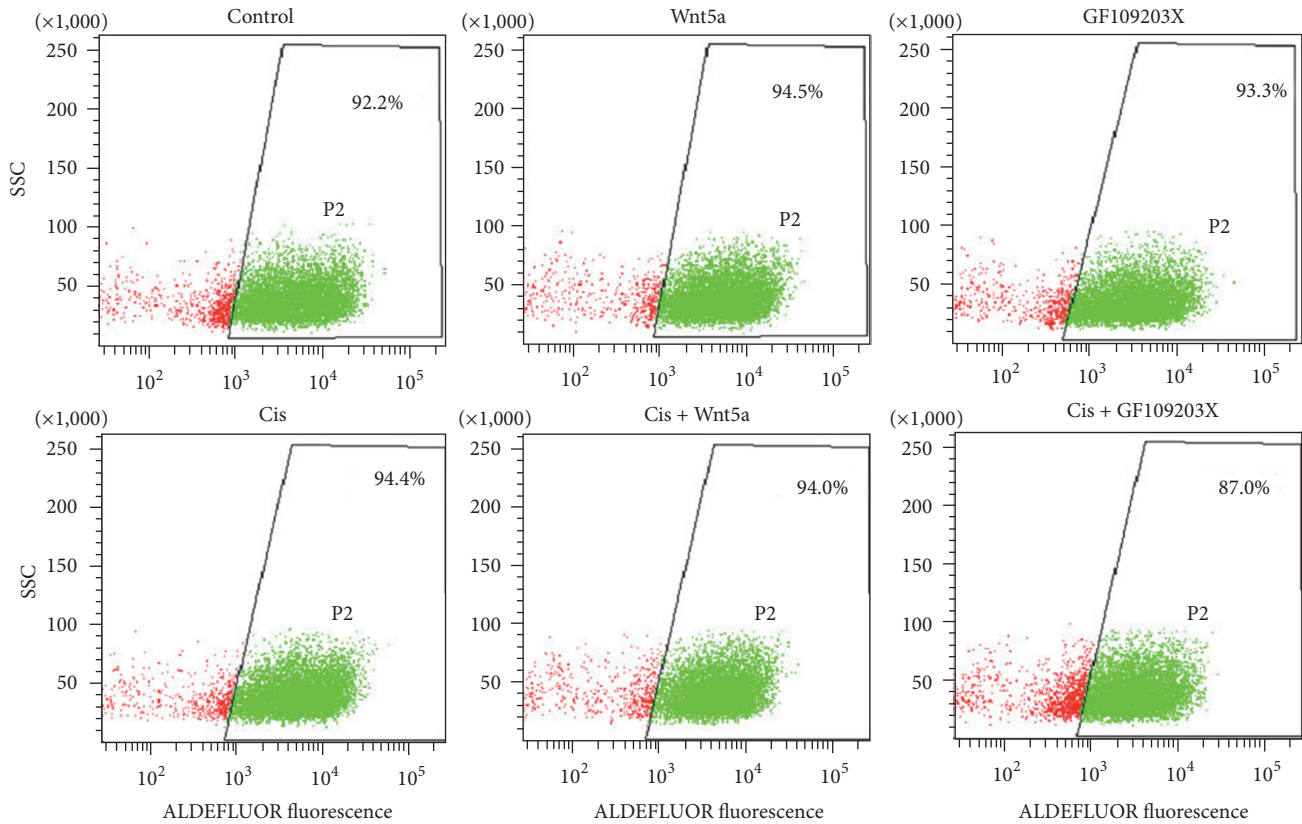 Control
(×1,000)
250
200
150
100
50
SSC
92.2%
P2
10² 10³ 10⁴ 10⁵
Wnt5a
(×1,000)
250
200
150
100
50
94.5%
P2
10² 10³ 10⁴ 10⁵
GF109203X
(×1,000)
250
200
150
100
50
93.3%
P2
10² 10³ 10⁴ 10⁵
Cis
(×1,000)
250
200
150
100
50
SSC
94.4%
P2
10² 10³ 10⁴ 10⁵
ALDEFLUOR fluorescence
Cis + Wnt5a
(×1,000)
250
200
150
100
50
94.0%
P2
10² 10³ 10⁴ 10⁵
ALDEFLUOR fluorescence
Cis + GF109203X
(×1,000)
250
200
150
100
50
87.0%
P2
10² 10³ 10⁴ 10⁵
ALDEFLUOR fluorescence